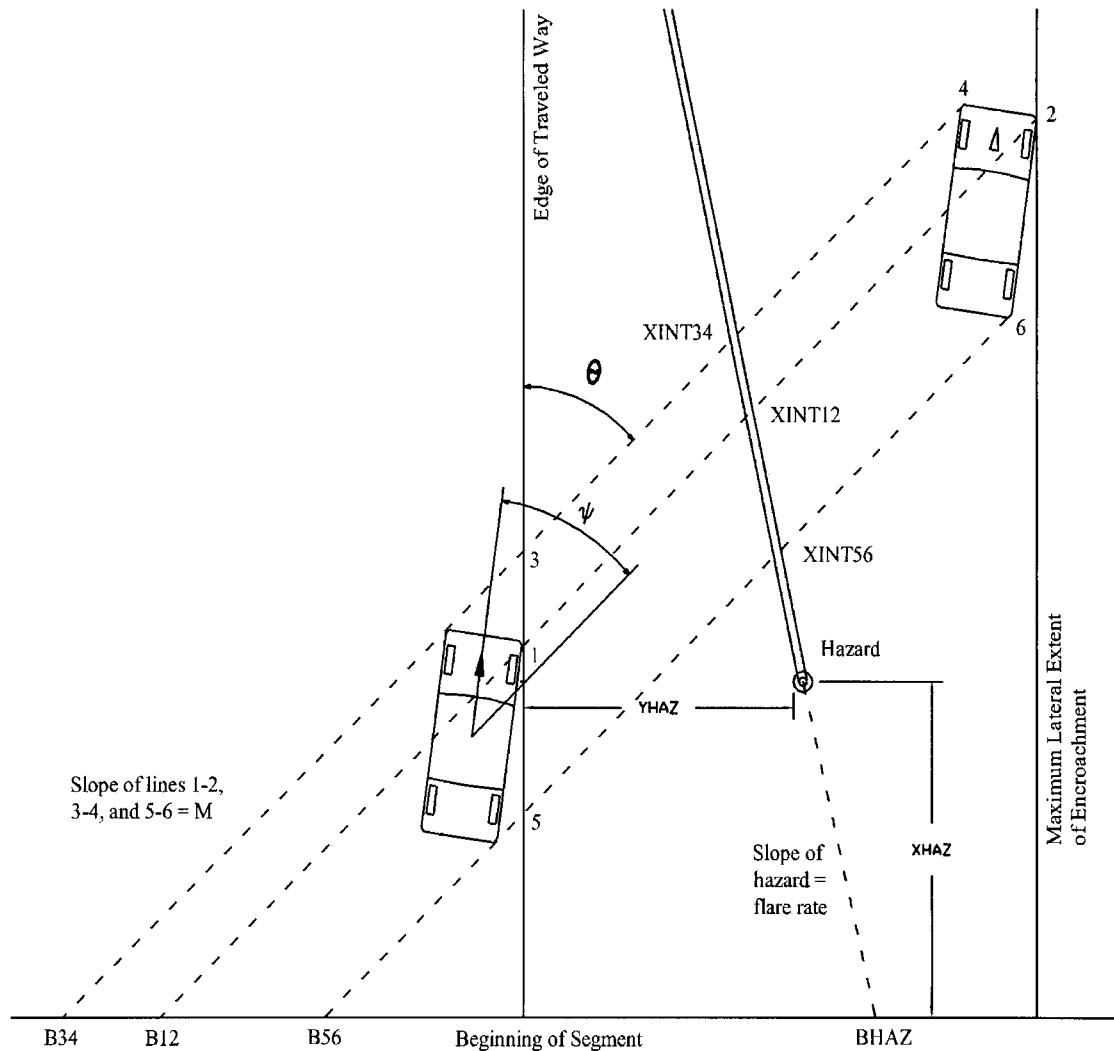 Edge of Traveled Way
4
2
XINT34
6
θ
XINT12
ψ
3
XINT56
1
Hazard
YHAZ
Maximum Lateral Extent
of Encroachment
Slope of lines 1-2,
3-4, and 5-6 = M
5
XHAZ
Slope of
hazard =
flare rate
B34
B12
B56
Beginning of Segment
BHAZ